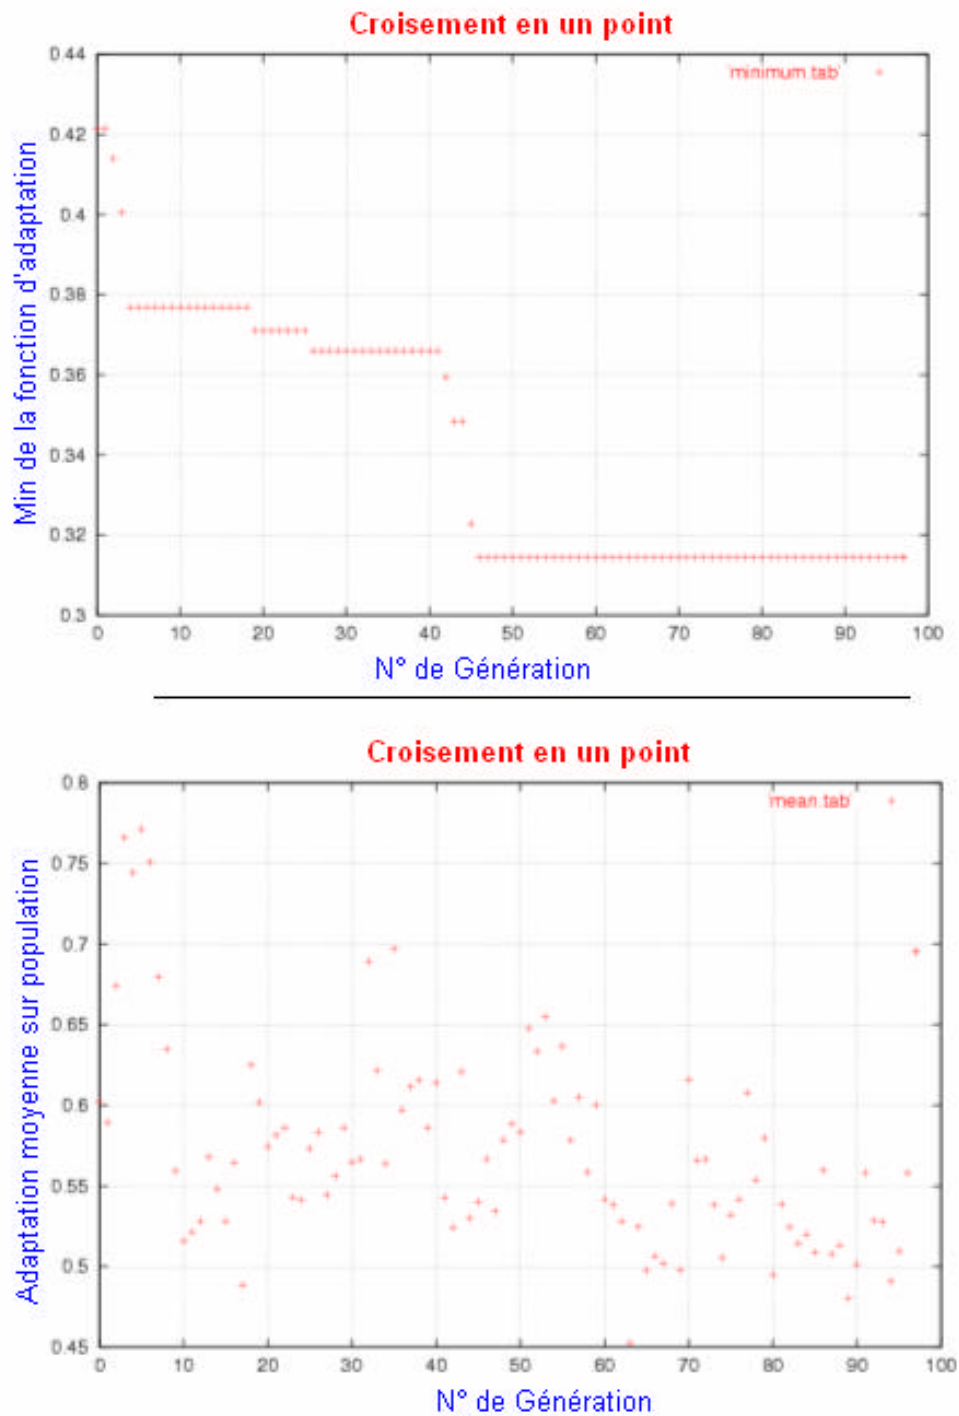 Croisement en un point
0.44
'minimum.tab'
0.42
0.4
0.38
0.36
0.34
0.32
0.3
0 10 20 30 40 50 60 70 80 90 100
Min de la fonction d'adaptation
N° de Génération
Croisement en un point
0.8
'mean.tab'
0.75
0.7
0.65
0.6
0.55
0.5
0.45
0 10 20 30 40 50 60 70 80 90 100
Adaptation moyenne sur population
N° de Génération